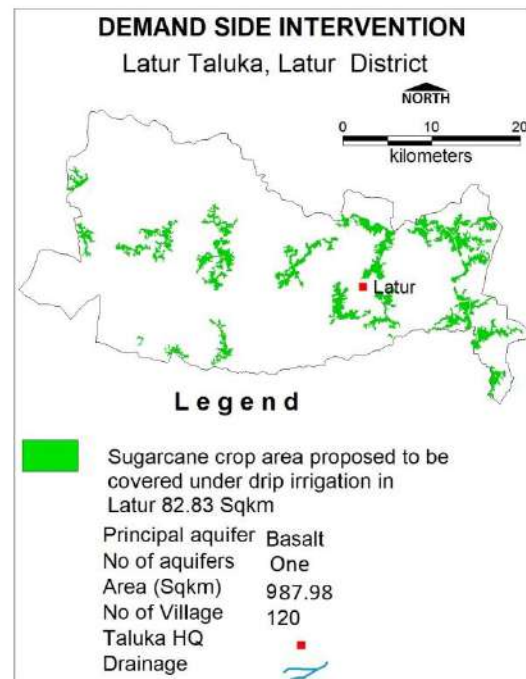 DEMAND SIDE INTERVENTION
Latur Taluka, Latur District
NORTH
0 10 20
kilometers
Latur
Legend
Sugarcane crop area proposed to be
covered under drip irrigation in
Latur 82.83 Sqkm
Principal aquifer Basalt
No of aquifers One
Area (Sqkm) 987.98
No of Village 120
Taluka HQ
Drainage